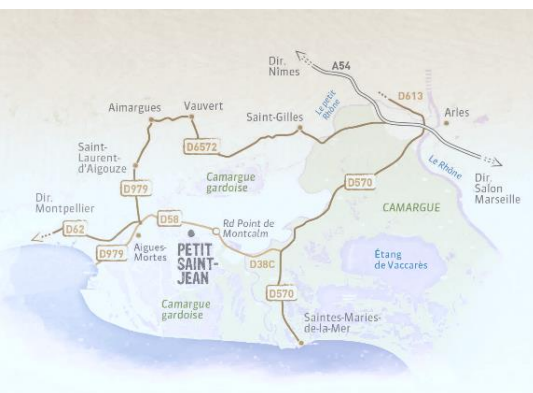 Dir.
Nîmes
A54
D613
Le petit
Rhône
Aimargues
Vauvert
Saint-Gilles
Arles
D6572
Saint-
Laurent-
d'Aigouze
Le Rhône
Dir.
Salon
Marseille
D979
Camargue
gardoise
D570
CAMARGUE
Dir.
Montpellier
D62
D58
Rd Point de
Montcalm
D979
Aigues-
Mortes
PETIT
SAINT-
JEAN
D38C
Étang
de Vaccarès
D570
Camargue
gardoise
Saintes-Maries-
de-la-Mer